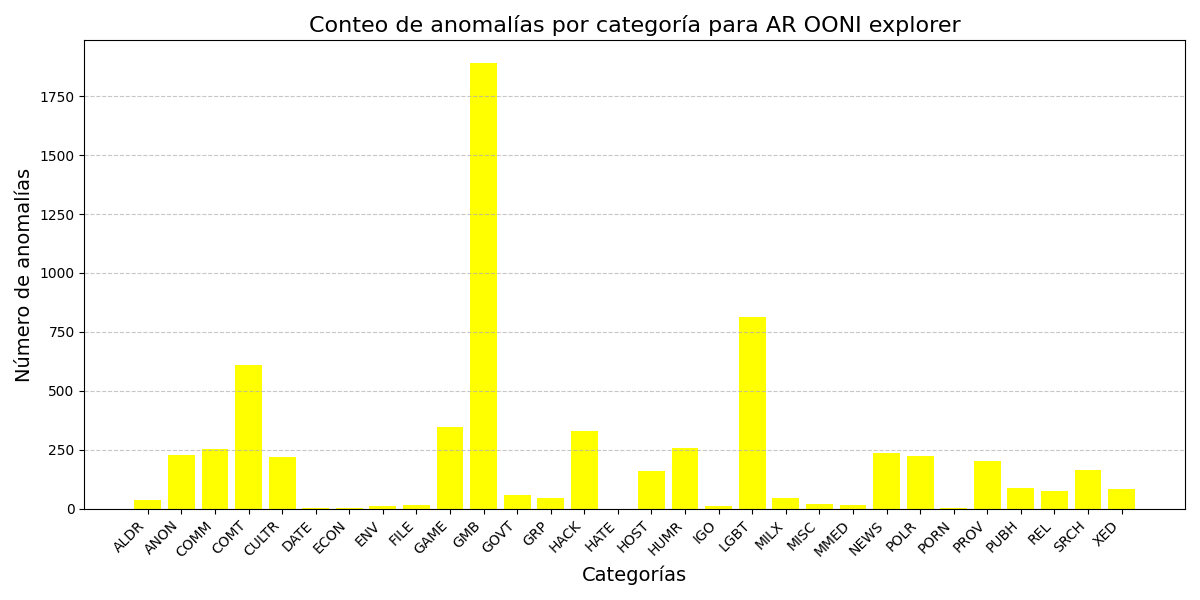 Conteo de anomalías por categoría para AR OONI explorer
Número de anomalías
1750
1500
1250
1000
750
500
250
0
ALDR
ANON
COMM
COMT
CULTR
DATE
ECON
ENV
FILE
GAME
GMB
GOVT
GRP
HACK
HATE
HOST
HUMR
IGO
LGBT
MILX
MISC
MMED
NEWS
POLR
PORN
PROV
PUBH
REL
SRCH
XED
Categorías